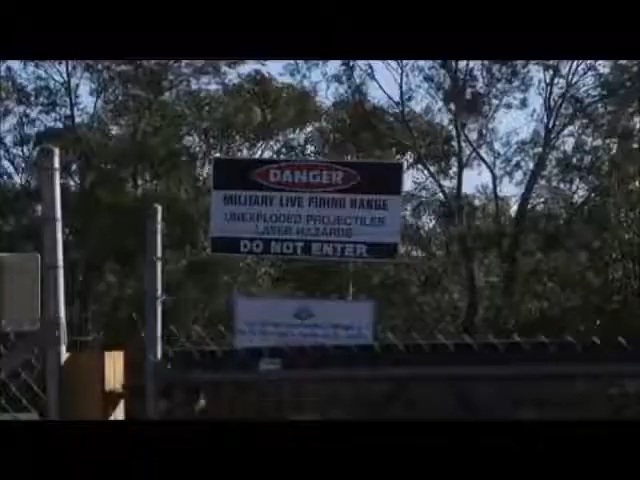 DANGER
MILITARY LIVE FIRING RANGE
UNEXPLODED PROJECTILES
LASER HAZARDS
DO NOT ENTER